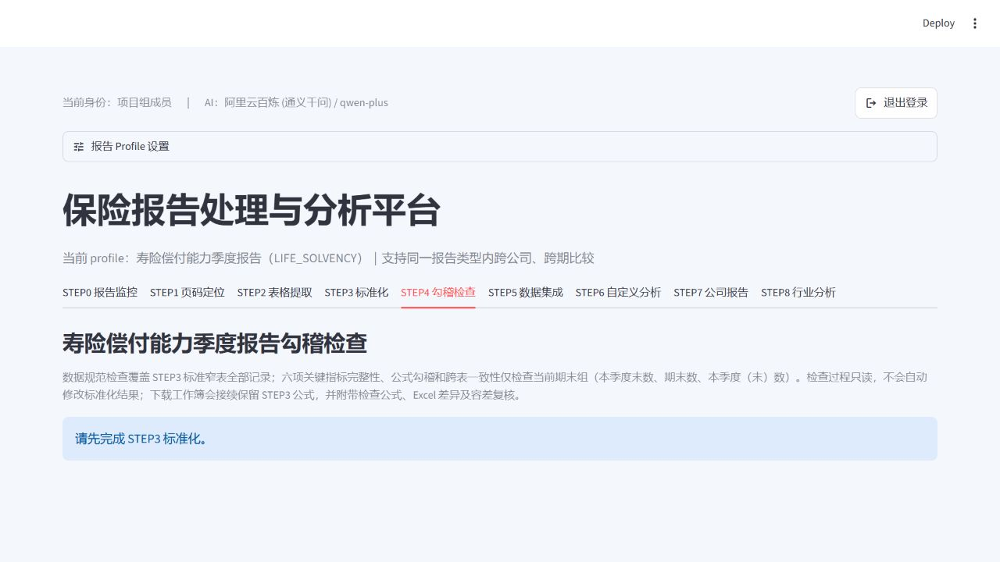 Deploy
当前身份：项目组成员 | AI：阿里云百炼 (通义千问) / qwen-plus
退出登录
报告 Profile 设置
保险报告处理与分析平台
当前 profile：寿险偿付能力季度报告（LIFE_SOLVENCY）｜支持同一报告类型内跨公司、跨期比较
STEP0 报告监控 STEP1 页码定位 STEP2 表格提取 STEP3 标准化 STEP4 勾稽检查 STEP5 数据集成 STEP6 自定义分析 STEP7 公司报告 STEP8 行业分析
寿险偿付能力季度报告勾稽检查
数据规范检查覆盖 STEP3 标准窄表全部记录；六项关键指标完整性、公式勾稽和跨表一致性仅检查当前期末组（本季度末数、期末数、本季度（末）数）。检查过程只读，不会自动
修改标准化结果；下载工作簿会接续保留 STEP3 公式，并附带检查公式、Excel 差异及容差复核。
请先完成 STEP3 标准化。